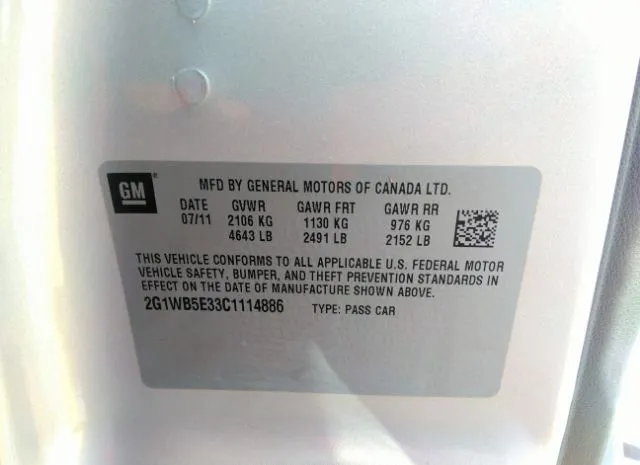 GM
MFD BY GENERAL MOTORS OF CANADA LTD.
DATE GVWR GAWR FRT GAWR RR
07/11 2106 KG 1130 KG 976 KG
4643 LB 2491 LB 2152 LB
THIS VEHICLE CONFORMS TO ALL APPLICABLE U.S. FEDERAL MOTOR
VEHICLE SAFETY, BUMPER, AND THEFT PREVENTION STANDARDS IN
EFFECT ON THE DATE OF MANUFACTURE SHOWN ABOVE.
2G1WB5E33C1114886 TYPE: PASS CAR